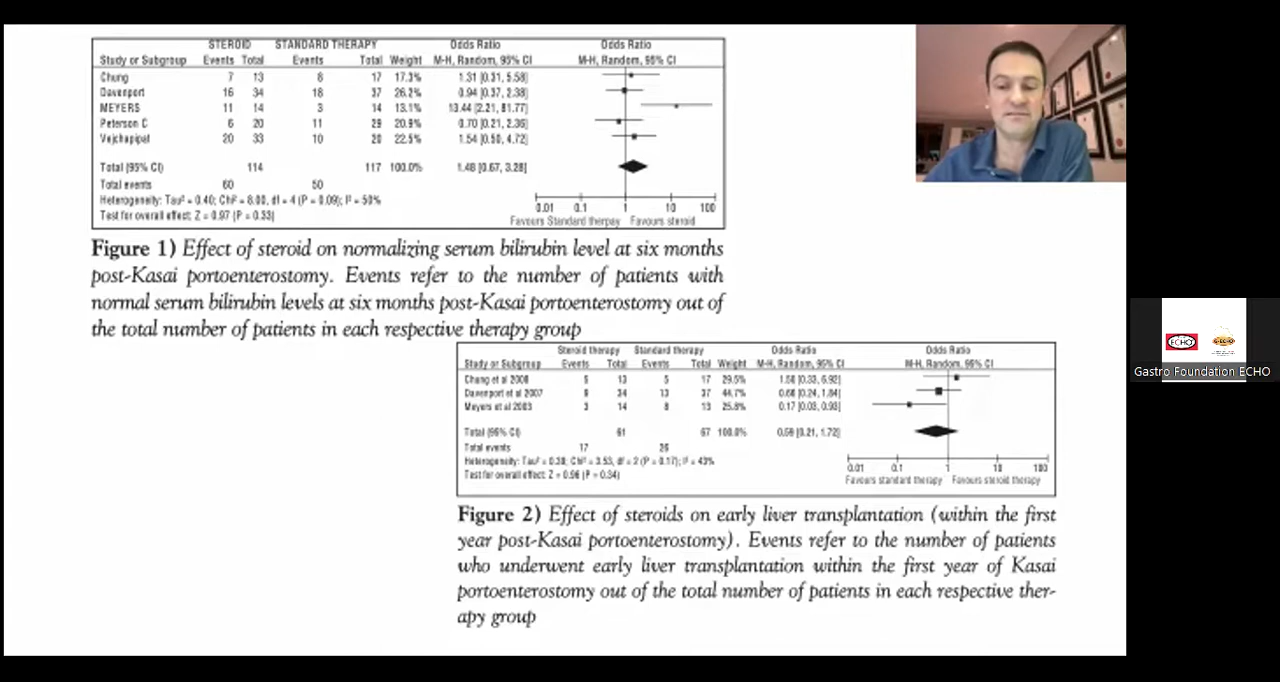 STEROID STANDARD THERAPY Odds Ratio Odds Ratio
Study or Subgroup Events Total Events Total Weight M-H, Random, 95% CI M-H, Random, 95% CI
Chung 7 13 8 17 17.3% 1.31 [0.31, 5.58]
Davenport 16 34 18 37 26.2% 0.94 [0.37, 2.38]
MEYERS 11 14 3 14 13.1% 13.44 [2.21, 81.77]
Peterson C 6 20 11 29 20.9% 0.70 [0.21, 2.36]
Vejchapipat 20 33 10 20 22.5% 1.54 [0.50, 4.72]
Total (95% CI) 114 117 100.0% 1.48 [0.67, 3.28]
Total events 60 50
Heterogeneity: Tau² = 0.40; Chi² = 8.00, df = 4 (P = 0.09); I² = 50%
Test for overall effect: Z = 0.97 (P = 0.33)
0.01 0.1 1 10 100
Favours Standard therpay Favours steroid
Figure 1) Effect of steroid on normalizing serum bilirubin level at six months
post-Kasai portoenterostomy. Events refer to the number of patients with
normal serum bilirubin levels at six months post-Kasai portoenterostomy out of
the total number of patients in each respective therapy group
Steroid therapy Standard therapy Odds Ratio Odds Ratio
Study or Subgroup Events Total Events Total Weight M-H, Random, 95% CI M-H, Random, 95% CI
Chung et al 2008 5 13 5 17 29.5% 1.50 [0.33, 6.92]
Davenport et al 2007 9 34 13 37 44.7% 0.66 [0.24, 1.84]
Meyers et al 2003 3 14 8 13 25.8% 0.17 [0.03, 0.93]
Total (95% CI) 61 67 100.0% 0.59 [0.21, 1.72]
Total events 17 26
Heterogeneity: Tau² = 0.38; Chi² = 3.53, df = 2 (P = 0.17); I² = 43%
Test for overall effect: Z = 0.96 (P = 0.34)
0.01 0.1 1 10 100
Favours standard therapy Favours steroid therapy
Figure 2) Effect of steroids on early liver transplantation (within the first
year post-Kasai portoenterostomy). Events refer to the number of patients
who underwent early liver transplantation within the first year of Kasai
portoenterostomy out of the total number of patients in each respective ther-
apy group
ECHO
Gastro Foundation ECHO